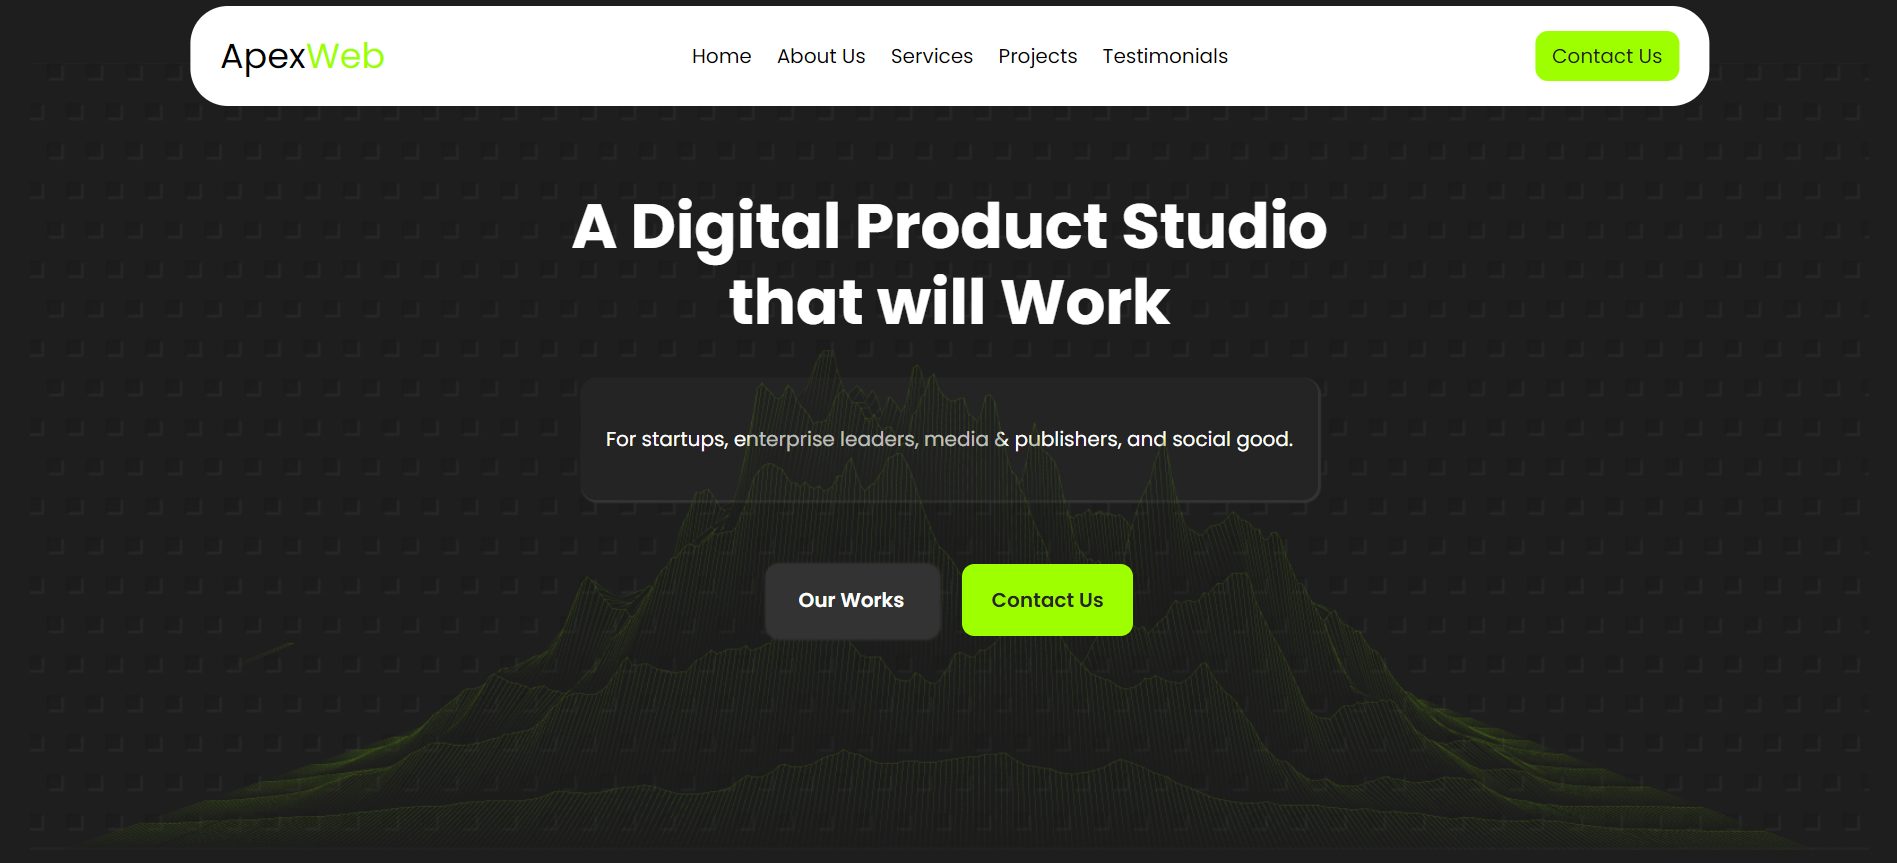 ApexWeb
Home About Us Services Projects Testimonials
Contact Us
A Digital Product Studio
that will Work
For startups, enterprise leaders, media & publishers, and social good.
Our Works
Contact Us